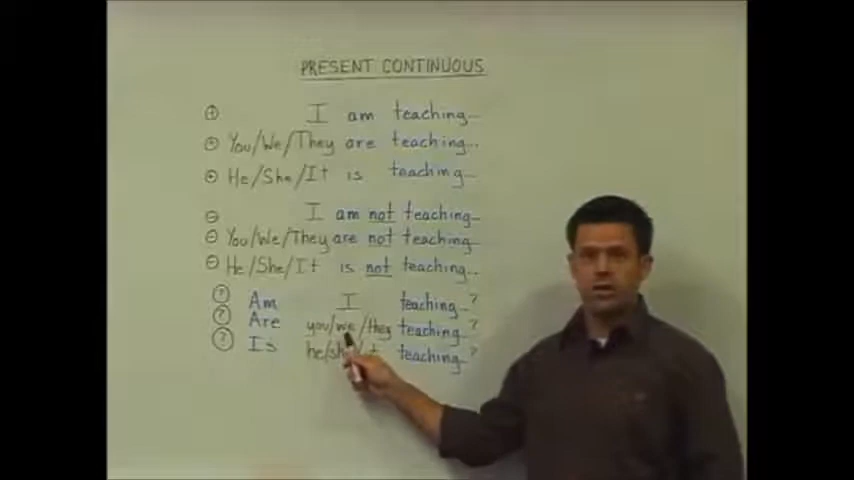 PRESENT CONTINUOUS
+ I am teaching...
+ You/We/They are teaching...
+ He/She/It is teaching...
- I am not teaching...
- You/We/They are not teaching...
- He/She/It is not teaching...
? Am I teaching...?
? Are you/we/they teaching...?
? Is he/ teaching...?